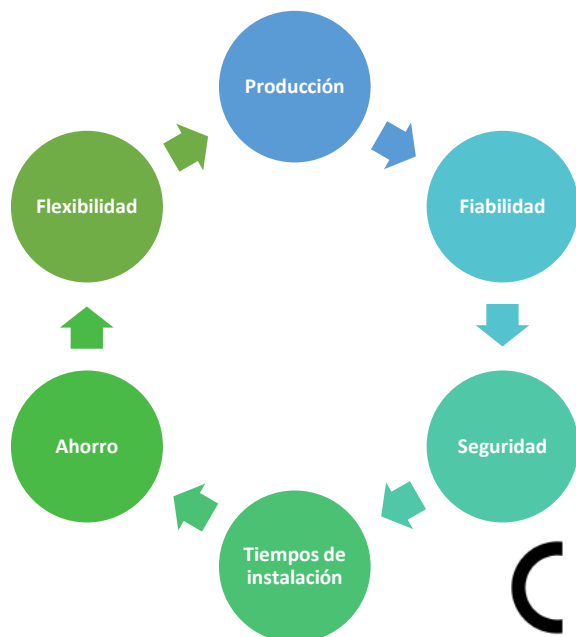 Producción
Fiabilidad
Seguridad
Tiempos de
instalación
Ahorro
Flexibilidad
C